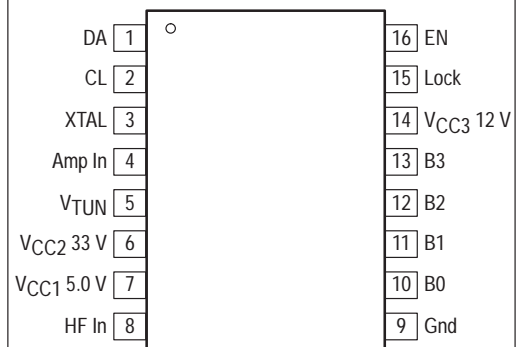 DA 1
CL 2
XTAL 3
Amp In 4
VTUN 5
VCC2 33 V 6
VCC1 5.0 V 7
HF In 8
16 EN
15 Lock
14 VCC3 12 V
13 B3
12 B2
11 B1
10 B0
9 Gnd